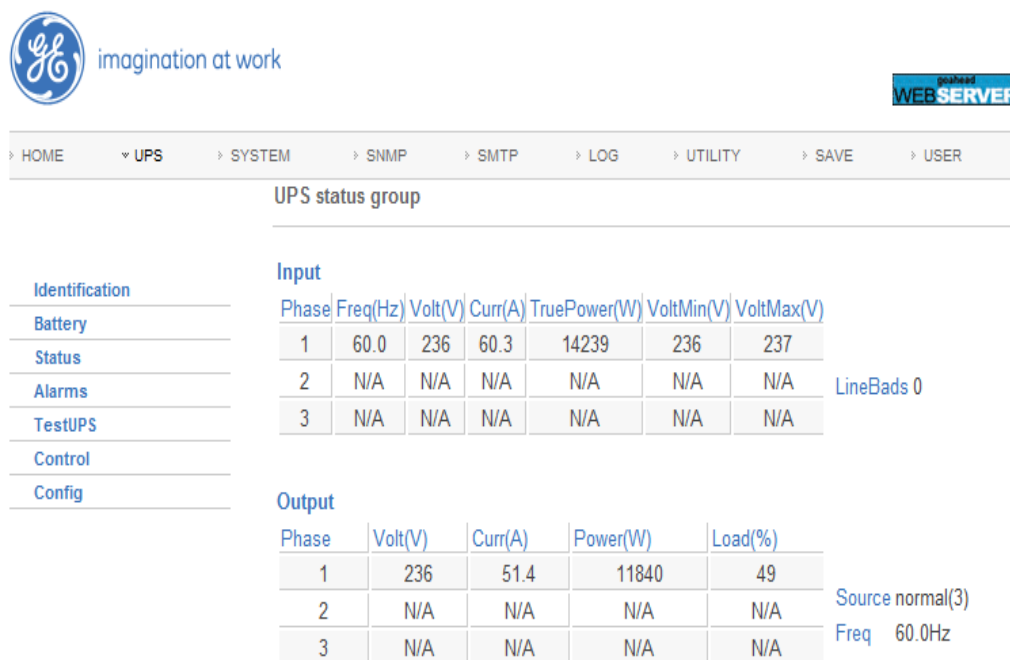 GE imagination at work
goahead
WEBSERVER
HOME UPS SYSTEM SNMP SMTP LOG UTILITY SAVE USER
UPS status group
Identification
Battery
Status
Alarms
TestUPS
Control
Config
Input
Phase Freq(Hz) Volt(V) Curr(A) TruePower(W) VoltMin(V) VoltMax(V)
1 60.0 236 60.3 14239 236 237
2 N/A N/A N/A N/A N/A N/A
3 N/A N/A N/A N/A N/A N/A
LineBads 0
Output
Phase Volt(V) Curr(A) Power(W) Load(%)
1 236 51.4 11840 49
2 N/A N/A N/A N/A
3 N/A N/A N/A N/A
Source normal(3)
Freq 60.0Hz